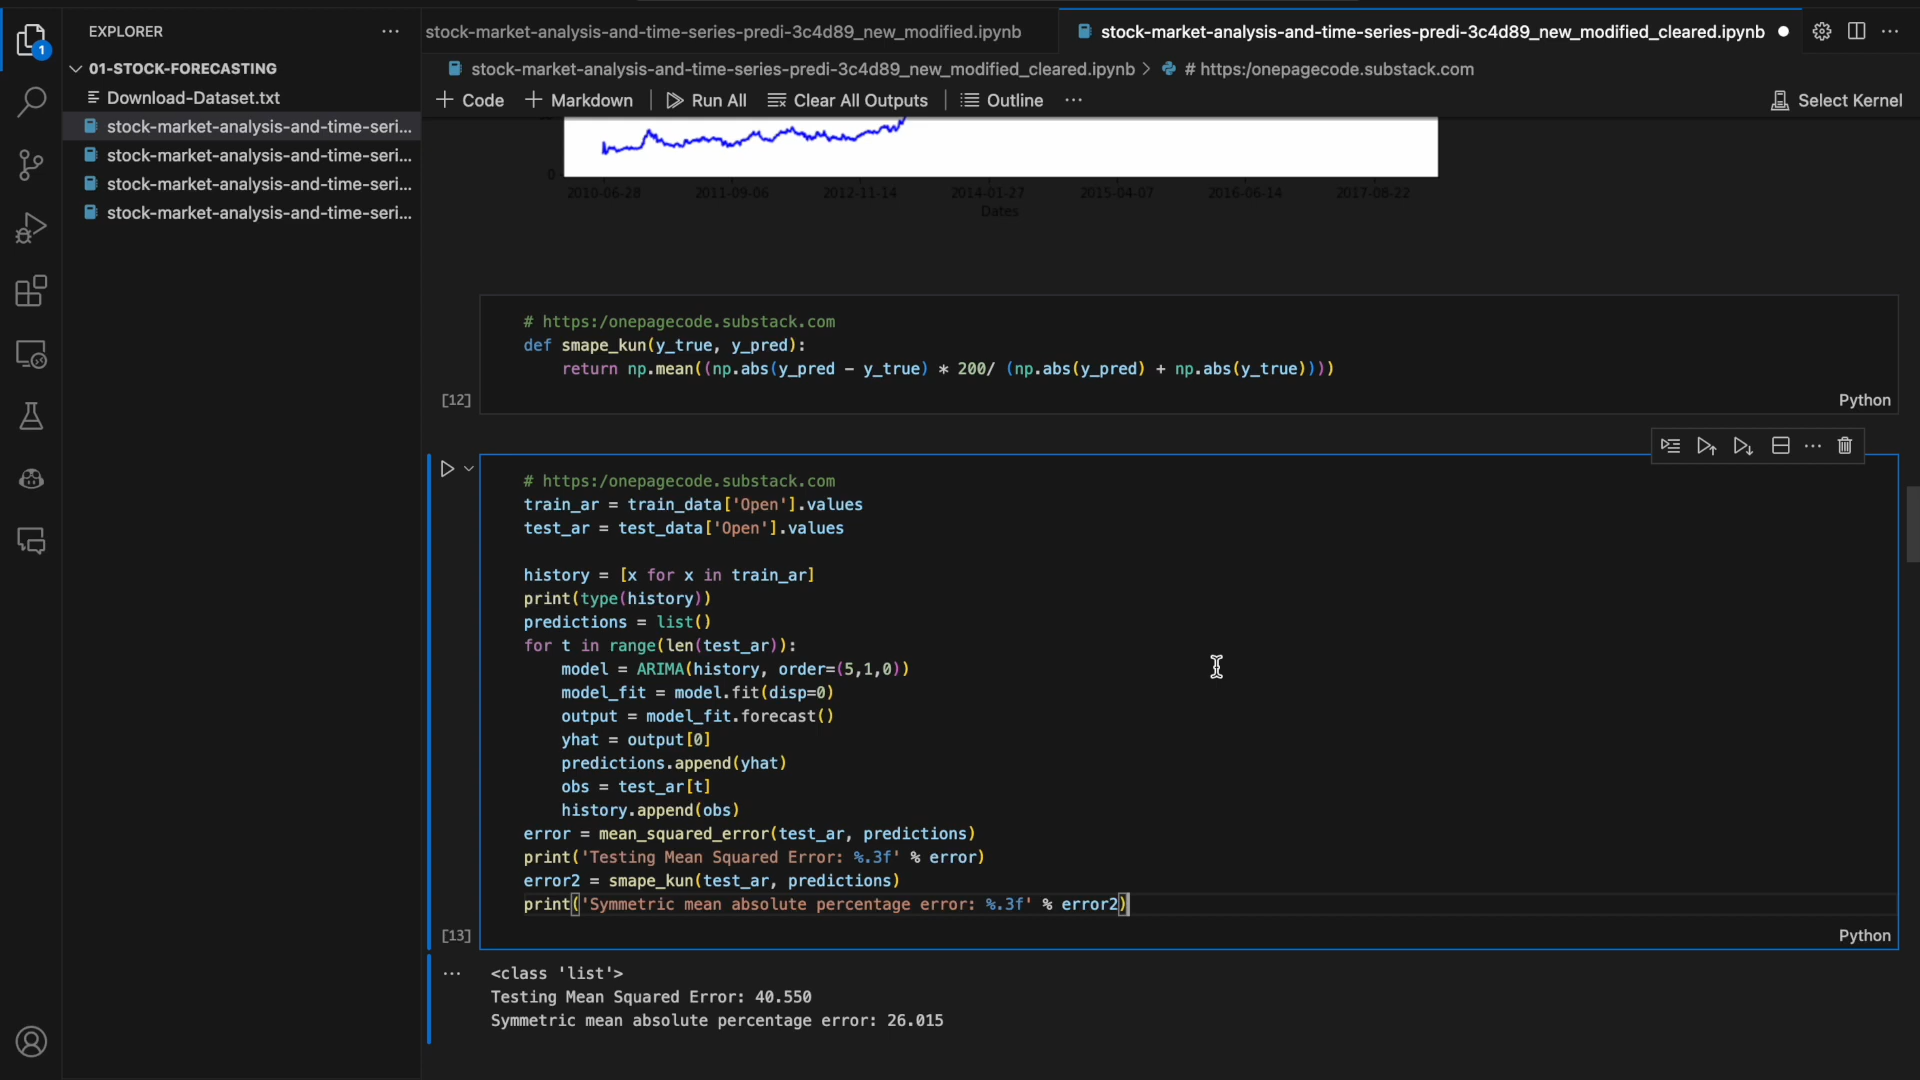 EXPLORER
01-STOCK-FORECASTING
Download-Dataset.txt
stock-market-analysis-and-time-seri...
stock-market-analysis-and-time-seri...
stock-market-analysis-and-time-seri...
stock-market-analysis-and-time-seri...
1
stock-market-analysis-and-time-series-predi-3c4d89_new_modified.ipynb
stock-market-analysis-and-time-series-predi-3c4d89_new_modified_cleared.ipynb
stock-market-analysis-and-time-series-predi-3c4d89_new_modified_cleared.ipynb > # https:/onepagecode.substack.com
+ Code + Markdown Run All Clear All Outputs Outline ... Select Kernel
0
2010-06-28 2011-09-06 2012-11-14 2014-01-27 2015-04-07 2016-06-14 2017-08-22
Dates
# https:/onepagecode.substack.com
def smape_kun(y_true, y_pred):
return np.mean((np.abs(y_pred - y_true) * 200/ (np.abs(y_pred) + np.abs(y_true))))
[12]
Python
# https:/onepagecode.substack.com
train_ar = train_data['Open'].values
test_ar = test_data['Open'].values
history = [x for x in train_ar]
print(type(history))
predictions = list()
for t in range(len(test_ar)):
model = ARIMA(history, order=(5,1,0))
model_fit = model.fit(disp=0)
output = model_fit.forecast()
yhat = output[0]
predictions.append(yhat)
obs = test_ar[t]
history.append(obs)
error = mean_squared_error(test_ar, predictions)
print('Testing Mean Squared Error: %.3f' % error)
error2 = smape_kun(test_ar, predictions)
print('Symmetric mean absolute percentage error: %.3f' % error2)
[13]
Python
<class 'list'>
Testing Mean Squared Error: 40.550
Symmetric mean absolute percentage error: 26.015